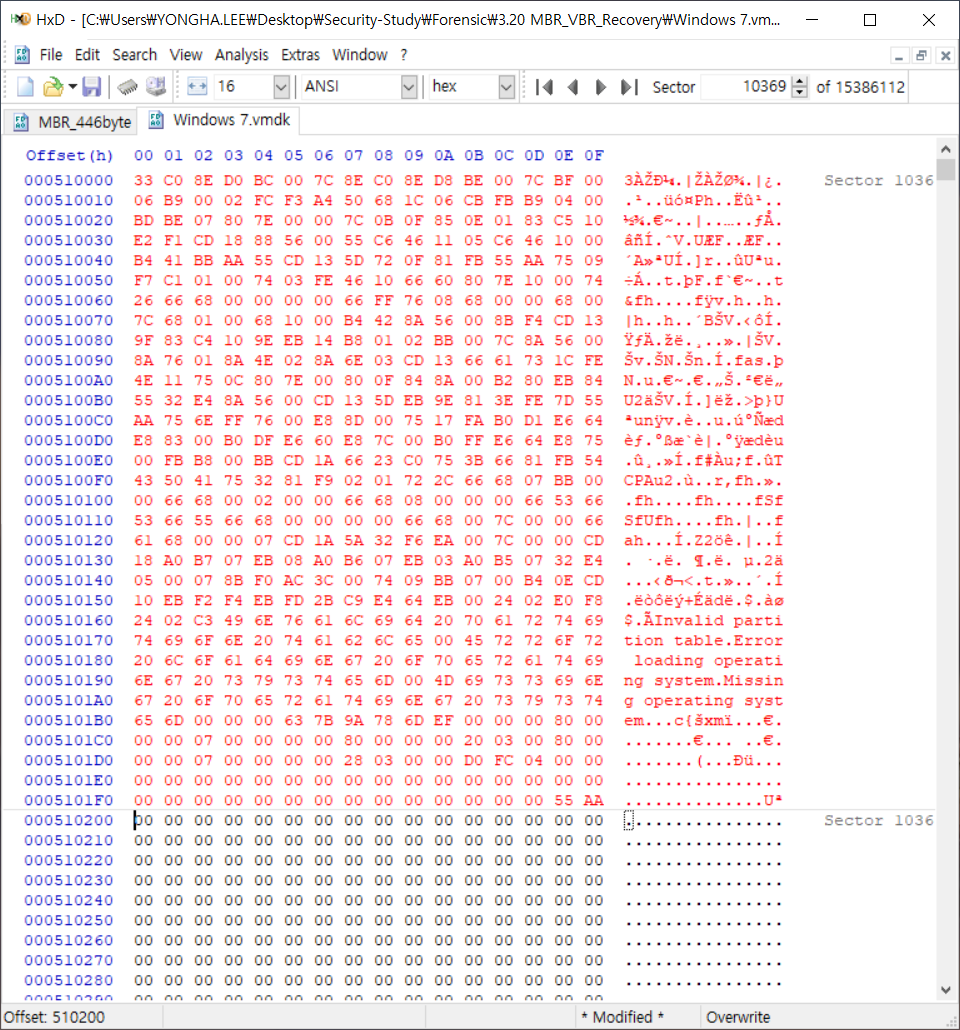 HxD - [C:₩Users₩YONGHA.LEE₩Desktop₩Security-Study₩Forensic₩3.20 MBR_VBR_Recovery₩Windows 7.vm...
File Edit Search View Analysis Extras Window ?
16 ANSI hex Sector 10369 of 15386112
MBR_446byte Windows 7.vmdk
Offset(h) 00 01 02 03 04 05 06 07 08 09 0A 0B 0C 0D 0E 0F
000510000 33 C0 8E D0 BC 00 7C 8E C0 8E D8 BE 00 7C BF 00 3ÀŽÐ¼.|ŽÀŽØ¾.|¿. Sector 1036
000510010 06 B9 00 02 FC F3 A4 50 68 1C 06 CB FB B9 04 00 .¹..üó¤Ph..Ëû¹..
000510020 BD BE 07 80 7E 00 00 7C 0B 0F 85 0E 01 83 C5 10 ½¾.€~..|..…..ƒÅ.
000510030 E2 F1 CD 18 88 56 00 55 C6 46 11 05 C6 46 10 00 âñÍ.ˆV.UÆF..ÆF..
000510040 B4 41 BB AA 55 CD 13 5D 72 0F 81 FB 55 AA 75 09 ´A»ªUÍ.]r..ûUªu.
000510050 F7 C1 01 00 74 03 FE 46 10 66 60 80 7E 10 00 74 ÷Á..t.þF.f`€~..t
000510060 26 66 68 00 00 00 00 66 FF 76 08 68 00 00 68 00 &fh....fÿv.h..h.
000510070 7C 68 01 00 68 10 00 B4 42 8A 56 00 8B F4 CD 13 |h..h..´BŠV.‹ôÍ.
000510080 9F 83 C4 10 9E EB 14 B8 01 02 BB 00 7C 8A 56 00 ŸƒÄ.žë.¸..».|ŠV.
000510090 8A 76 01 8A 4E 02 8A 6E 03 CD 13 66 61 73 1C FE Šv.ŠN.Šn.Í.fas.þ
0005100A0 4E 11 75 0C 80 7E 00 80 0F 84 8A 00 B2 80 EB 84 N.u.€~.€.„Š.²€ë„
0005100B0 55 32 E4 8A 56 00 CD 13 5D EB 9E 81 3E FE 7D 55 U2äŠV.Í.]ëž.>þ}U
0005100C0 AA 75 6E FF 76 00 E8 8D 00 75 17 FA B0 D1 E6 64 ªunÿv.è..u.ú°Ñæd
0005100D0 E8 83 00 B0 DF E6 60 E8 7C 00 B0 FF E6 64 E8 75 èƒ.°ßæ`è|.°ÿædèu
0005100E0 00 FB B8 00 BB CD 1A 66 23 C0 75 3B 66 81 FB 54 .û¸.»Í.f#Àu;f.ûT
0005100F0 43 50 41 75 32 81 F9 02 01 72 2C 66 68 07 BB 00 CPAu2.ù..r,fh.».
000510100 00 66 68 00 02 00 00 66 68 08 00 00 00 66 53 66 .fh....fh....fSf
000510110 53 66 55 66 68 00 00 00 00 66 68 00 7C 00 00 66 SfUfh....fh.|..f
000510120 61 68 00 00 07 CD 1A 5A 32 F6 EA 00 7C 00 00 CD ah...Í.Z2öê.|..Í
000510130 18 A0 B7 07 EB 08 A0 B6 07 EB 03 A0 B5 07 32 E4 . ·.ë. ¶.ë. µ.2ä
000510140 05 00 07 8B F0 AC 3C 00 74 09 BB 07 00 B4 0E CD ...‹ð¬<.t.»..´.Í
000510150 10 EB F2 F4 EB FD 2B C9 E4 64 EB 00 24 02 E0 F8 .ëòôëý+Éädë.$.àø
000510160 24 02 C3 49 6E 76 61 6C 69 64 20 70 61 72 74 69 $.ÃInvalid parti
000510170 74 69 6F 6E 20 74 61 62 6C 65 00 45 72 72 6F 72 tion table.Error
000510180 20 6C 6F 61 64 69 6E 67 20 6F 70 65 72 61 74 69 loading operati
000510190 6E 67 20 73 79 73 74 65 6D 00 4D 69 73 73 69 6E ng system.Missin
0005101A0 67 20 6F 70 65 72 61 74 69 6E 67 20 73 79 73 74 g operating syst
0005101B0 65 6D 00 00 00 63 7B 9A 78 6D EF 00 00 00 80 00 em...c{šxmï...€.
0005101C0 00 00 07 00 00 00 00 80 00 00 00 20 03 00 80 00 .......€... ..€.
0005101D0 00 00 07 00 00 00 00 28 03 00 00 D0 FC 04 00 00 .......(...Ðü...
0005101E0 00 00 00 00 00 00 00 00 00 00 00 00 00 00 00 00 ................
0005101F0 00 00 00 00 00 00 00 00 00 00 00 00 00 00 55 AA ..............Uª
000510200 00 00 00 00 00 00 00 00 00 00 00 00 00 00 00 00 ................ Sector 1036
000510210 00 00 00 00 00 00 00 00 00 00 00 00 00 00 00 00 ................
000510220 00 00 00 00 00 00 00 00 00 00 00 00 00 00 00 00 ................
000510230 00 00 00 00 00 00 00 00 00 00 00 00 00 00 00 00 ................
000510240 00 00 00 00 00 00 00 00 00 00 00 00 00 00 00 00 ................
000510250 00 00 00 00 00 00 00 00 00 00 00 00 00 00 00 00 ................
000510260 00 00 00 00 00 00 00 00 00 00 00 00 00 00 00 00 ................
000510270 00 00 00 00 00 00 00 00 00 00 00 00 00 00 00 00 ................
000510280 00 00 00 00 00 00 00 00 00 00 00 00 00 00 00 00 ................
000510290 00 00 00 00 00 00 00 00 00 00 00 00 00 00 00 00
Offset: 510200 * Modified * Overwrite